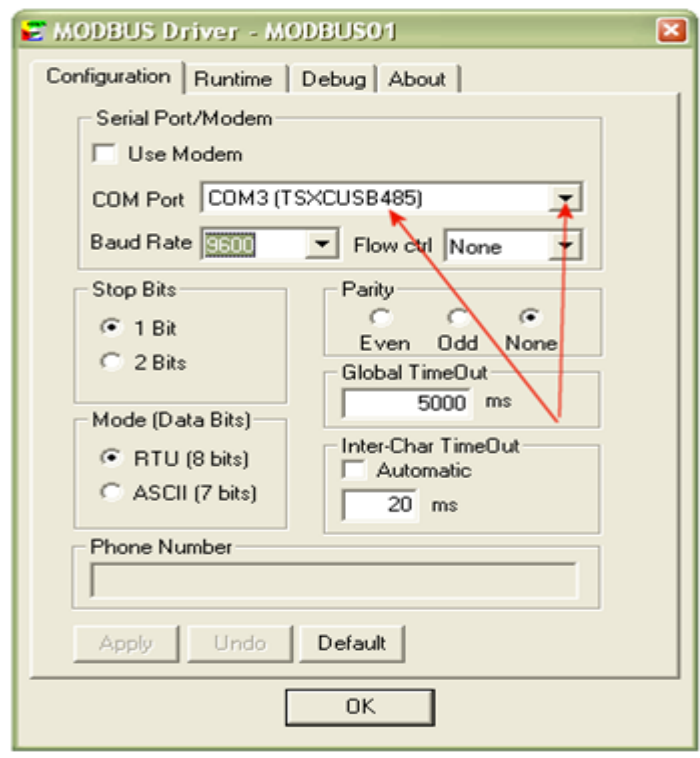 MODBUS Driver - MODBUS01
Configuration Runtime Debug About
Serial Port/Modem
Use Modem
COM Port COM3 (TSXCUSB485)
Baud Rate 9600 Flow ctrl None
Stop Bits
1 Bit
2 Bits
Parity
Even Odd None
Global TimeOut
5000 ms
Mode (Data Bits)
RTU (8 bits)
ASCII (7 bits)
Inter-Char TimeOut
Automatic
20 ms
Phone Number
Apply Undo Default
OK